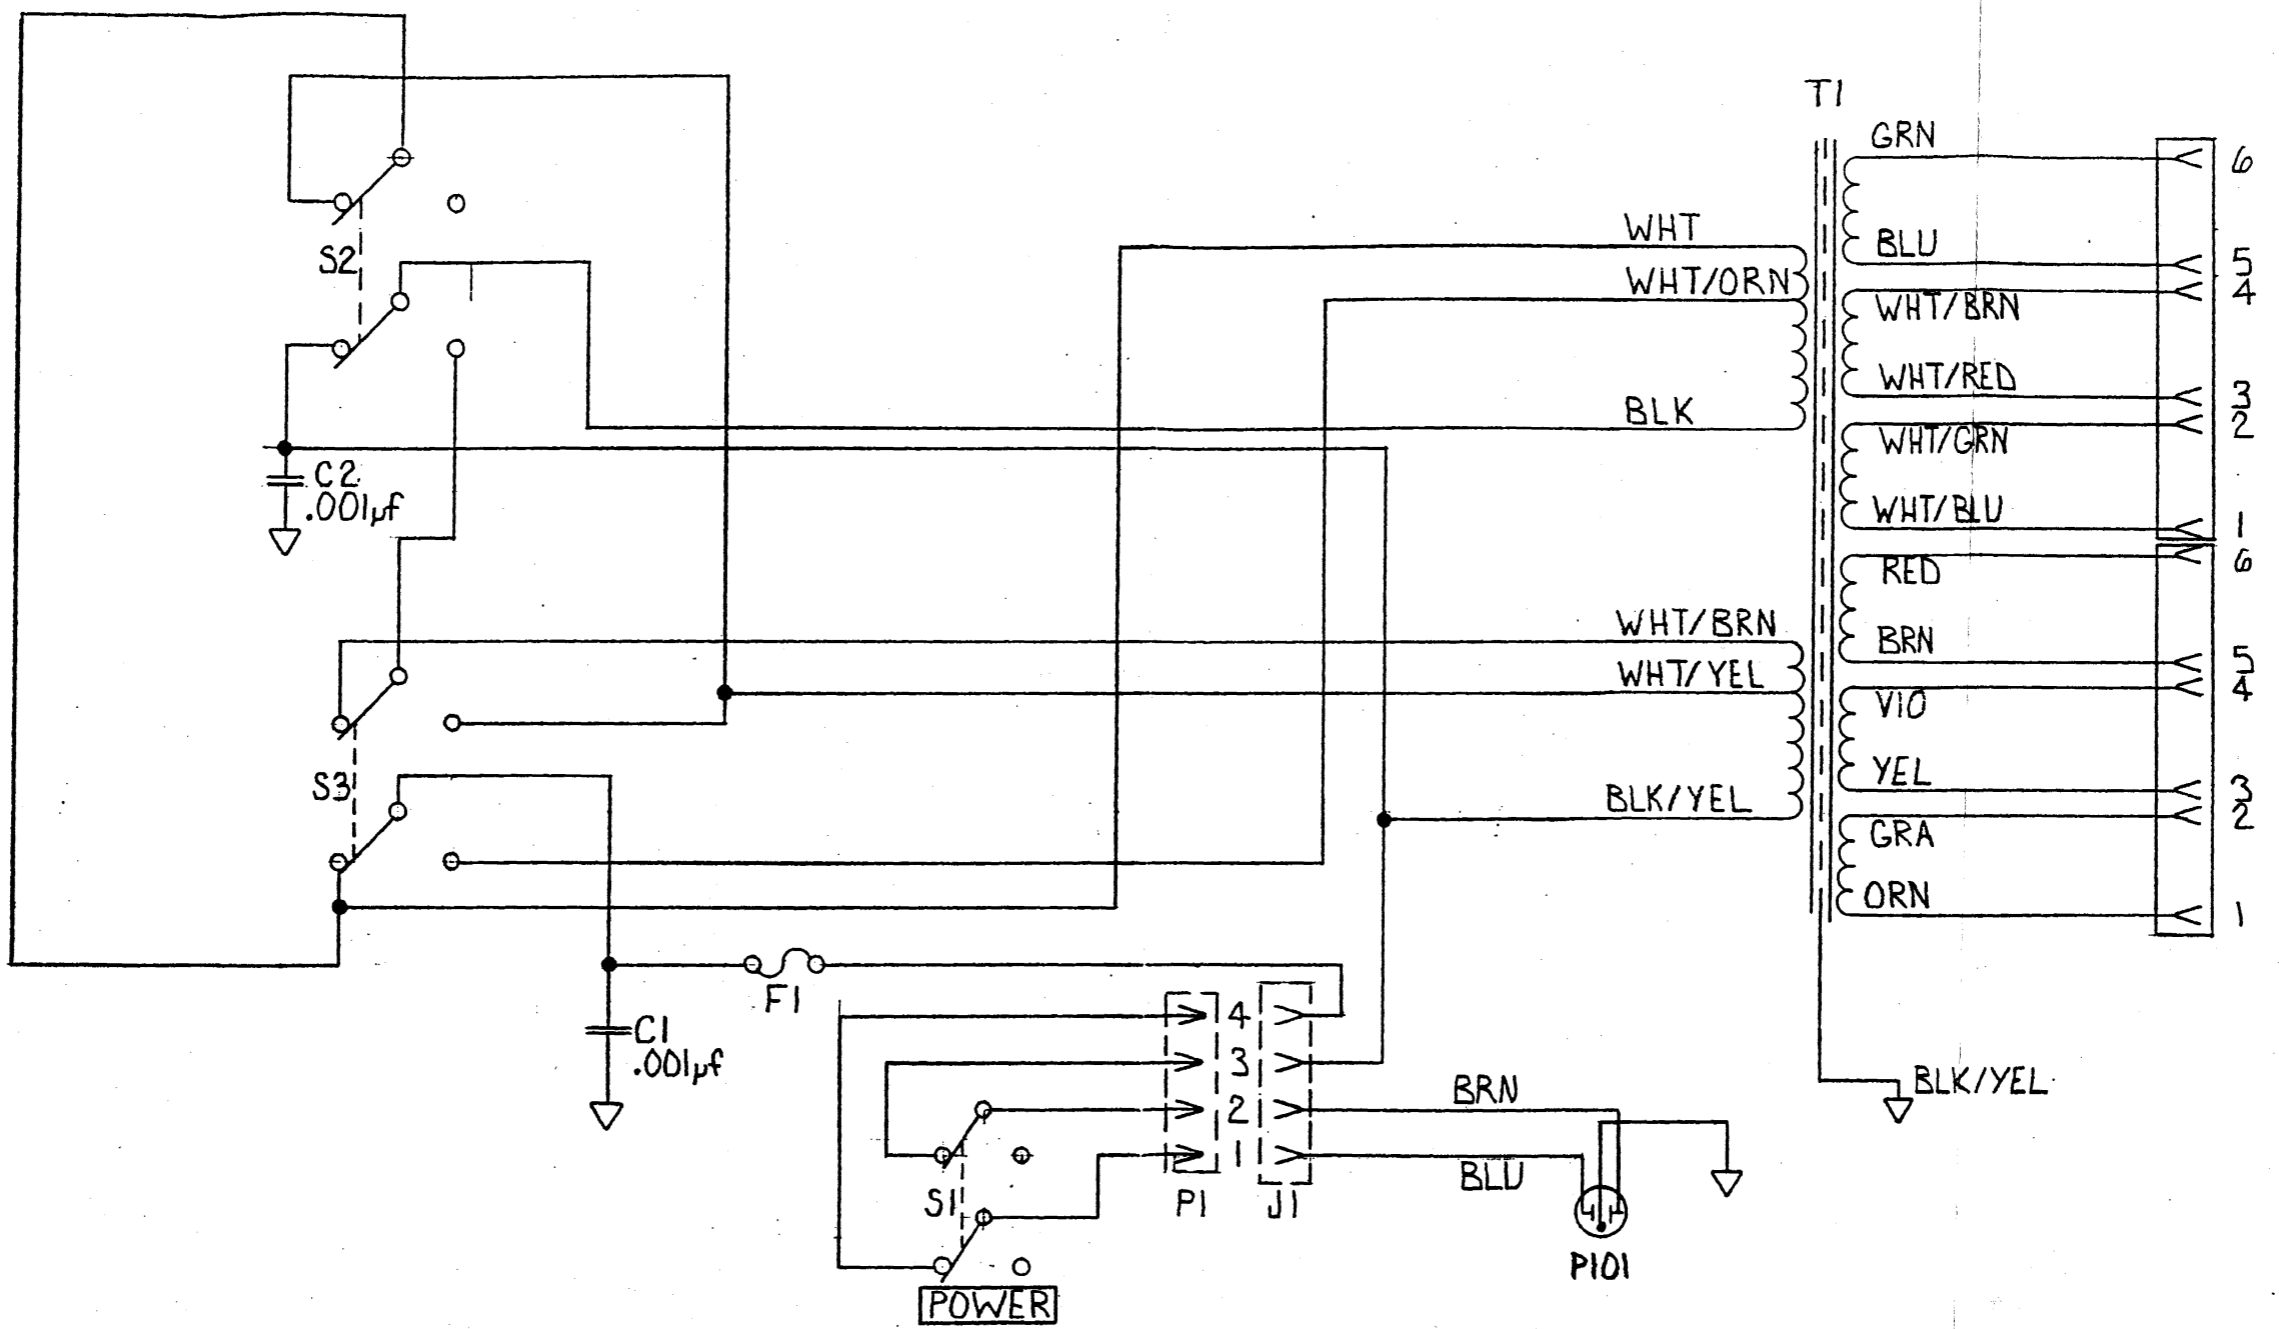 T1
GRN
6
WHT
BLU
5
WHT/ORN
4
S2
WHT/BRN
WHT/RED
3
BLK
2
WHT/GRN
C2
.001µf
WHT/BLU
1
6
RED
WHT/BRN
BRN
5
WHT/YEL
4
VIO
S3
YEL
3
BLK/YEL
2
GRA
ORN
1
F1
C1
.001µf
4
3
2
1
BRN
BLK/YEL
BLU
S1
P1
J1
P101
POWER